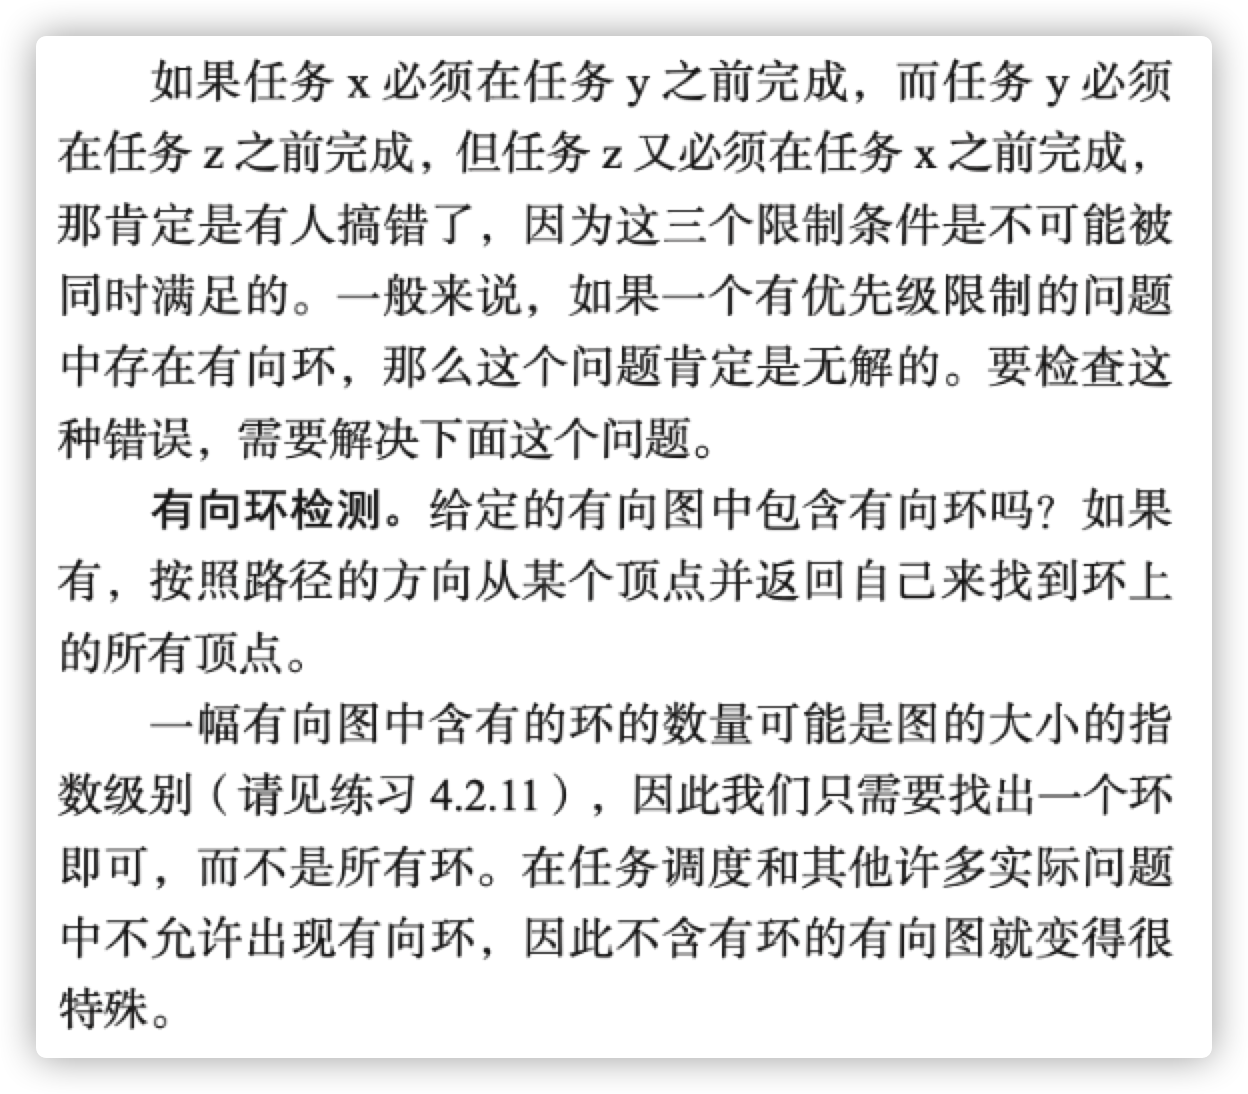 如果任务 x 必须在任务 y 之前完成，而任务 y 必须
在任务 z 之前完成，但任务 z 又必须在任务 x 之前完成，
那肯定是有人搞错了，因为这三个限制条件是不可能被
同时满足的。一般来说，如果一个有优先级限制的问题
中存在有向环，那么这个问题肯定是无解的。要检查这
种错误，需要解决下面这个问题。
有向环检测。给定的有向图中包含有向环吗？如果
有，按照路径的方向从某个顶点并返回自己来找到环上
的所有顶点。
一幅有向图中含有的环的数量可能是图的大小的指
数级别（请见练习 4.2.11），因此我们只需要找出一个环
即可，而不是所有环。在任务调度和其他许多实际问题
中不允许出现有向环，因此不含有环的有向图就变得很
特殊。